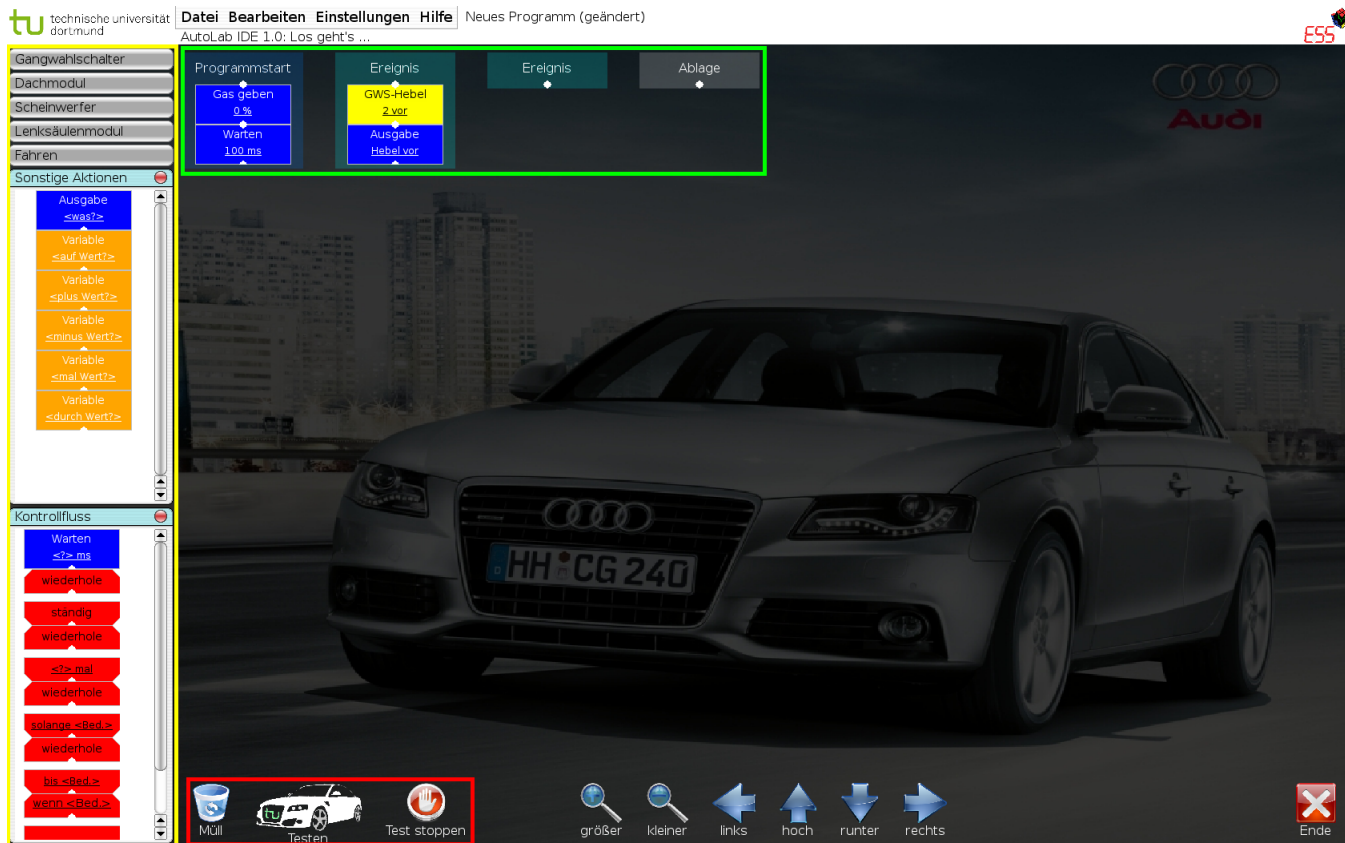 technische universität
dortmund
Datei Bearbeiten Einstellungen Hilfe Neues Programm (geändert)
AutoLab IDE 1.0: Los geht's ...
ESS
Gangwahlschalter
Dachmodul
Scheinwerfer
Lenksäulenmodul
Fahren
Sonstige Aktionen
Ausgabe
<was?>
Variable
<auf Wert?>
Variable
<plus Wert?>
Variable
<minus Wert?>
Variable
<mal Wert?>
Variable
<durch Wert?>
Kontrollfluss
Warten
<?> ms
wiederhole
ständig
wiederhole
<?> mal
wiederhole
solange <Bed.>
wiederhole
bis <Bed.>
wenn <Bed.>
Programmstart
Gas geben
0 %
Warten
100 ms
Ereignis
GWS-Hebel
2 vor
Ausgabe
Hebel vor
Ereignis
Ablage
Audi
HH CG 240
Müll
tu
Testen
Test stoppen
größer
kleiner
links
hoch
runter
rechts
Ende